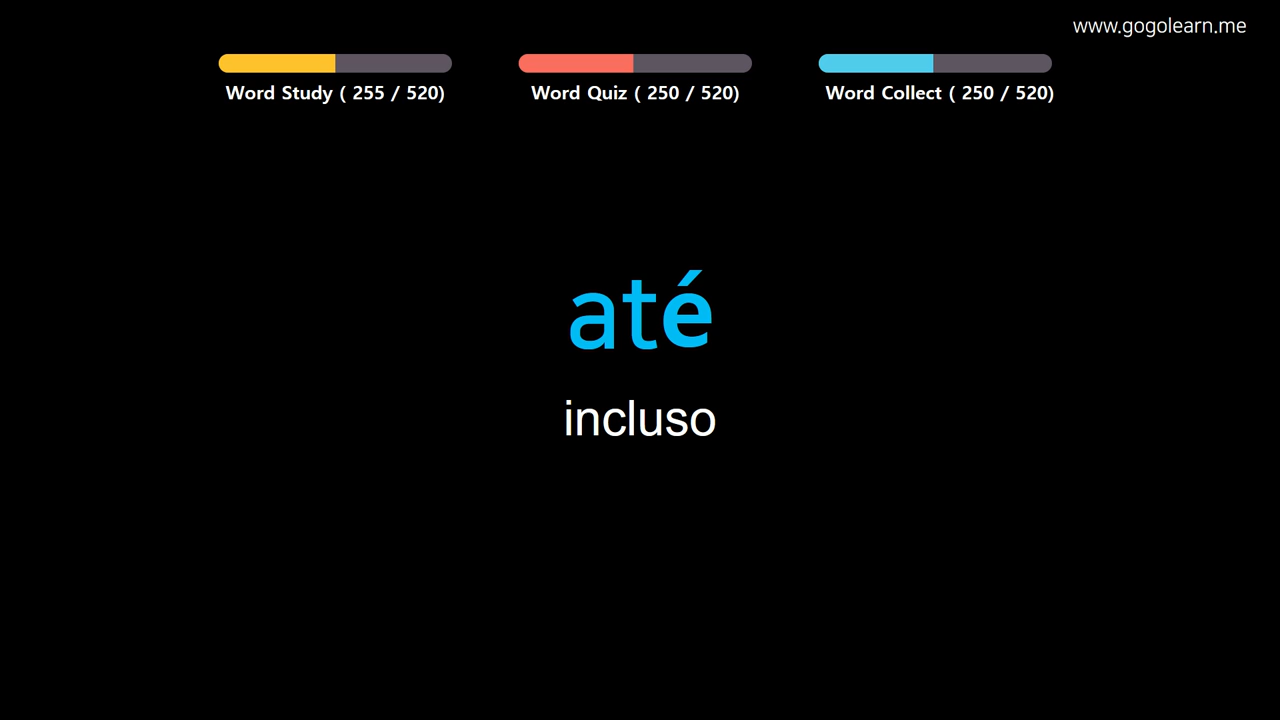 www.gogolearn.me
Word Study ( 255 / 520)
Word Quiz ( 250 / 520)
Word Collect ( 250 / 520)
até
incluso